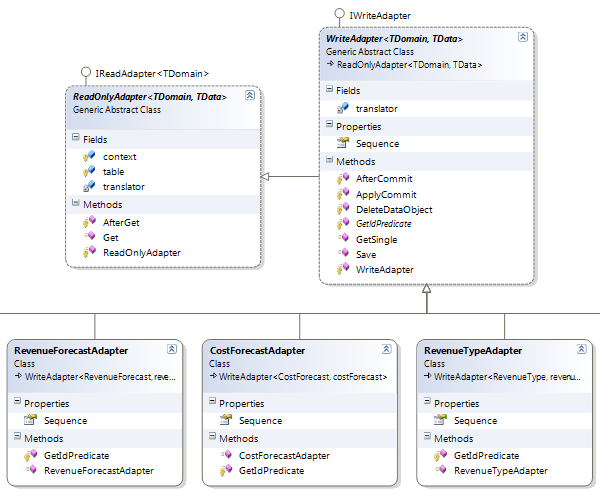 IWriteAdapter
WriteAdapter<TDomain, TData>
Generic Abstract Class
ReadOnlyAdapter<TDomain, TData>
Fields
translator
Properties
Sequence
Methods
AfterCommit
ApplyCommit
DeleteDataObject
GetIdPredicate
GetSingle
Save
WriteAdapter
IReadAdapter<TDomain>
ReadOnlyAdapter<TDomain, TData>
Generic Abstract Class
Fields
context
table
translator
Methods
AfterGet
Get
ReadOnlyAdapter
RevenueForecastAdapter
Class
WriteAdapter<RevenueForecast, reve...
Properties
Sequence
Methods
GetIdPredicate
RevenueForecastAdapter
CostForecastAdapter
Class
WriteAdapter<CostForecast, costForecast>
Properties
Sequence
Methods
CostForecastAdapter
GetIdPredicate
RevenueTypeAdapter
Class
WriteAdapter<RevenueType, revenu...
Properties
Sequence
Methods
GetIdPredicate
RevenueTypeAdapter